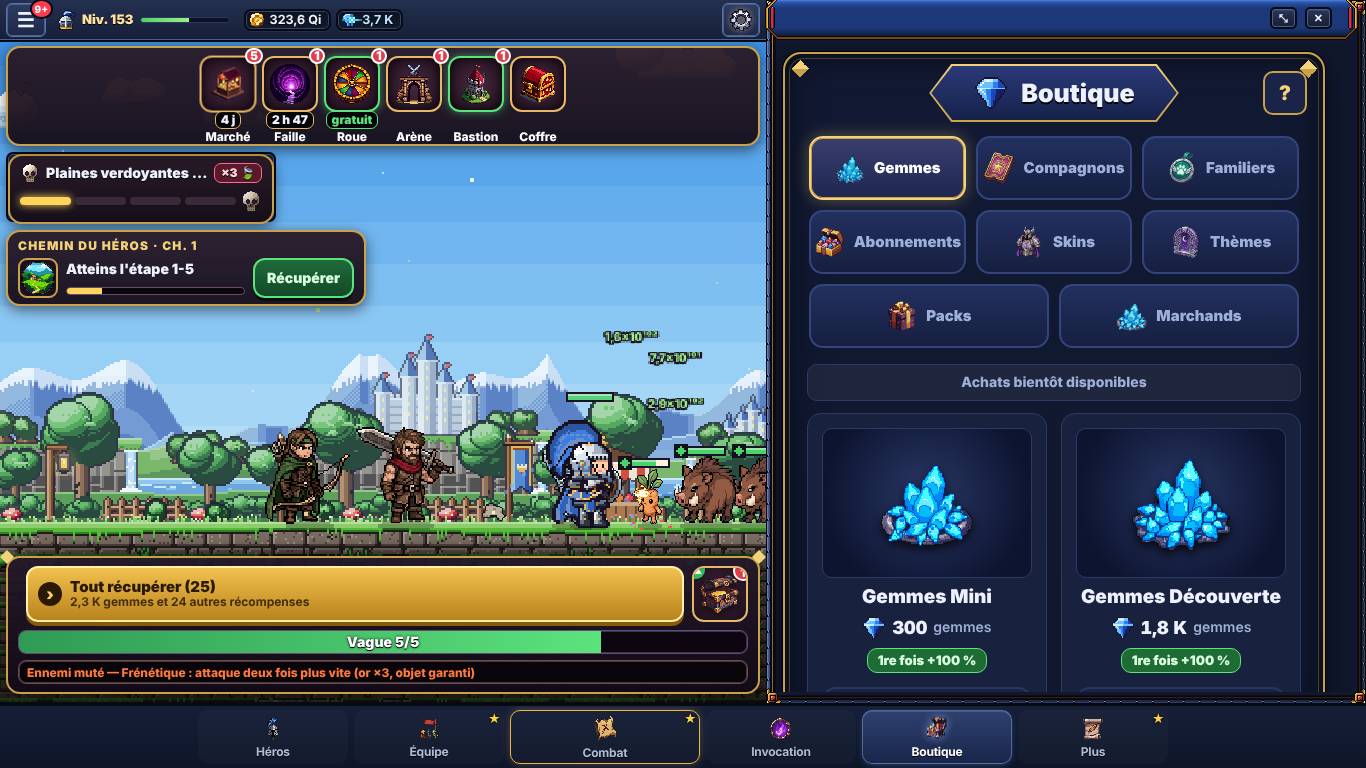 9+
Niv. 153
323,6 Qi
3,7 K
5
1
1
1
1
4 j
2 h 47
gratuit
Marché
Faille
Roue
Arène
Bastion
Coffre
Plaines verdoyantes ...
×3
CHEMIN DU HÉROS · CH. 1
Atteins l'étape 1-5
Récupérer
Tout récupérer (25)
2,3 K gemmes et 24 autres récompenses
Vague 5/5
Ennemi muté — Frénétique : attaque deux fois plus vite (or ×3, objet garanti)
Boutique
?
Gemmes
Compagnons
Familiers
Abonnements
Skins
Thèmes
Packs
Marchands
Achats bientôt disponibles
Gemmes Mini
300 gemmes
1re fois +100 %
Gemmes Découverte
1,8 K gemmes
1re fois +100 %
Héros
Équipe
Combat
Invocation
Boutique
Plus